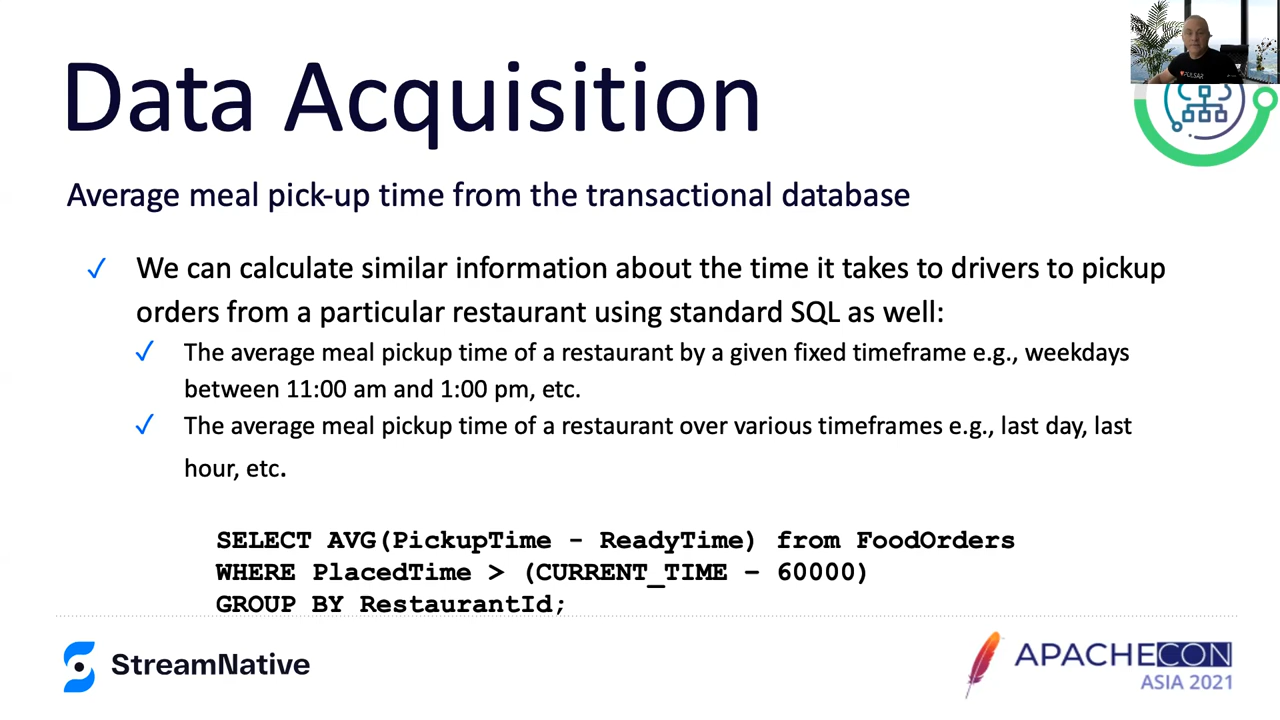 Data Acquisition
PULSAR
Average meal pick-up time from the transactional database
✓ We can calculate similar information about the time it takes to drivers to pickup
orders from a particular restaurant using standard SQL as well:
✓ The average meal pickup time of a restaurant by a given fixed timeframe e.g., weekdays
between 11:00 am and 1:00 pm, etc.
✓ The average meal pickup time of a restaurant over various timeframes e.g., last day, last
hour, etc.
SELECT AVG(PickupTime - ReadyTime) from FoodOrders
WHERE PlacedTime > (CURRENT_TIME – 60000)
GROUP BY RestaurantId;
StreamNative
APACHECON
ASIA 2021